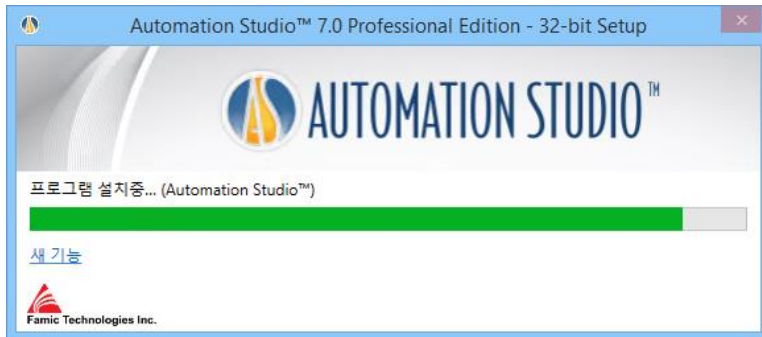 Automation Studio™ 7.0 Professional Edition - 32-bit Setup
AUTOMATION STUDIO™
프로그램 설치중... (Automation Studio™)
새 기능
Famic Technologies Inc.